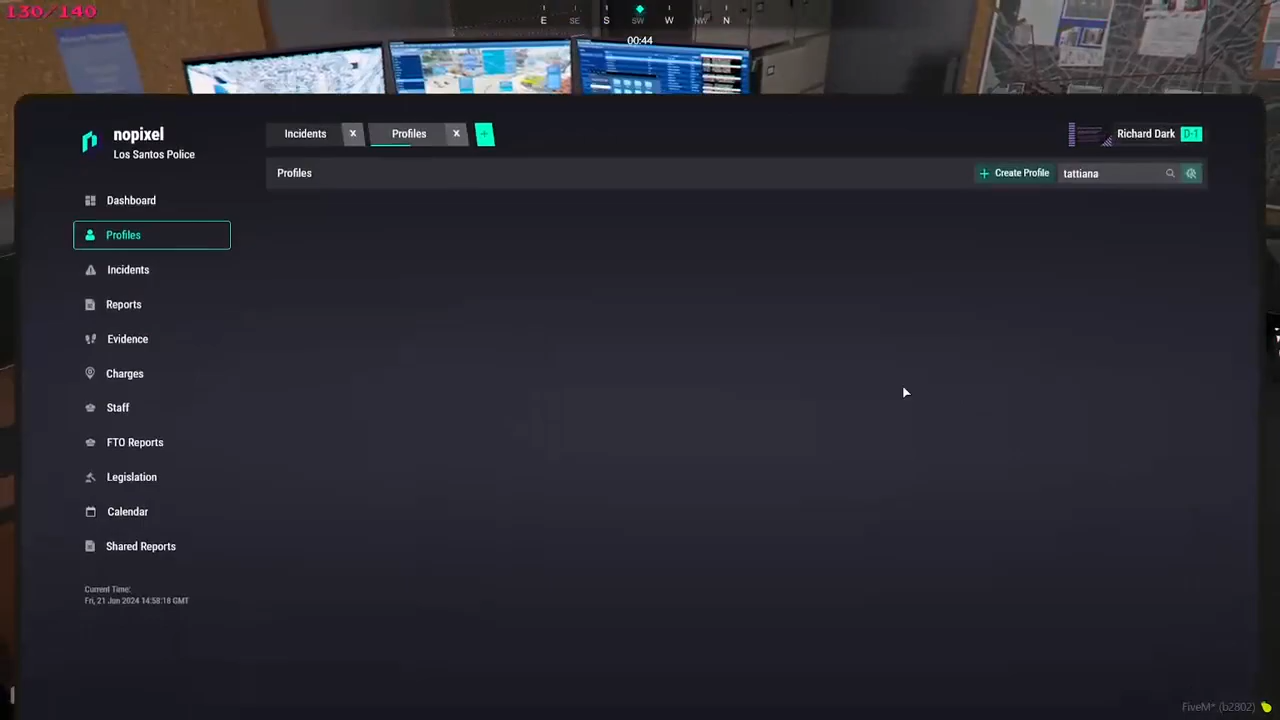 130/140
E SE S SW W NW N
00:44
nopixel
Los Santos Police
Incidents x Profiles x +
Richard Dark D-1
Profiles
+ Create Profile tattiana
Dashboard
Profiles
Incidents
Reports
Evidence
Charges
Staff
FTO Reports
Legislation
Calendar
Shared Reports
Current Time:
Fri, 21 Jun 2024 14:58:18 GMT
FiveM* (b2802)